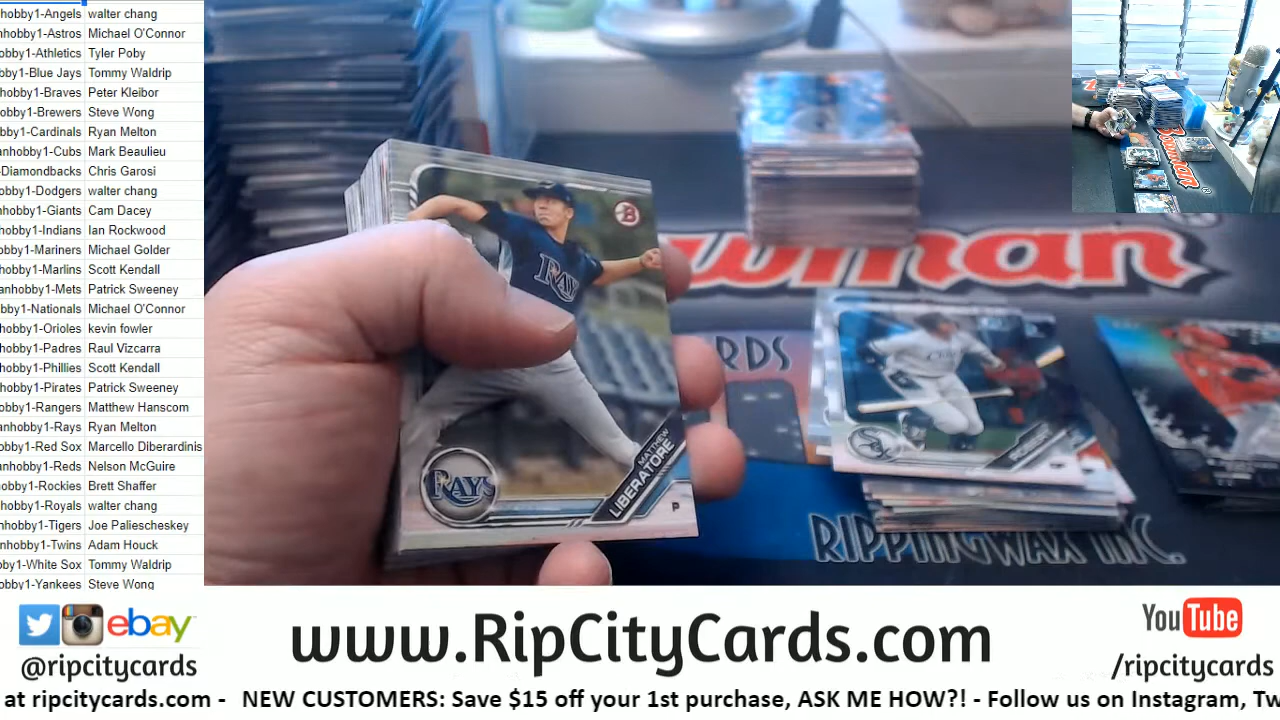 hobby1-Angels walter chang
nhobby1-Astros Michael O'Connor
obby1-Athletics Tyler Poby
bby1-Blue Jays Tommy Waldrip
hobby1-Braves Peter Kleibor
obby1-Brewers Steve Wong
bby1-Cardinals Ryan Melton
anhobby1-Cubs Mark Beaulieu
-Diamondbacks Chris Garosi
obby1-Dodgers walter chang
nhobby1-Giants Cam Dacey
hobby1-Indians Ian Rockwood
obby1-Mariners Michael Golder
hobby1-Marlins Scott Kendall
anhobby1-Mets Patrick Sweeney
bby1-Nationals Michael O'Connor
hobby1-Orioles kevin fowler
hobby1-Padres Raul Vizcarra
hobby1-Phillies Scott Kendall
hobby1-Pirates Patrick Sweeney
obby1-Rangers Matthew Hanscom
anhobby1-Rays Ryan Melton
obby1-Red Sox Marcello Diberardinis
anhobby1-Reds Nelson McGuire
hobby1-Rockies Brett Shaffer
hobby1-Royals walter chang
nhobby1-Tigers Joe Paliescheskey
nhobby1-Twins Adam Houck
obby1-White Sox Tommy Waldrip
obby1-Yankees Steve Wong
B
RAYS
RAYS
MATTHEW
LIBERATORE
P
wman
RDS
RIPPINGWAX INC.
Bowman
ebay
@ripcitycards
www.RipCityCards.com
YouTube
/ripcitycards
at ripcitycards.com - NEW CUSTOMERS: Save $15 off your 1st purchase, ASK ME HOW?! - Follow us on Instagram, Tw